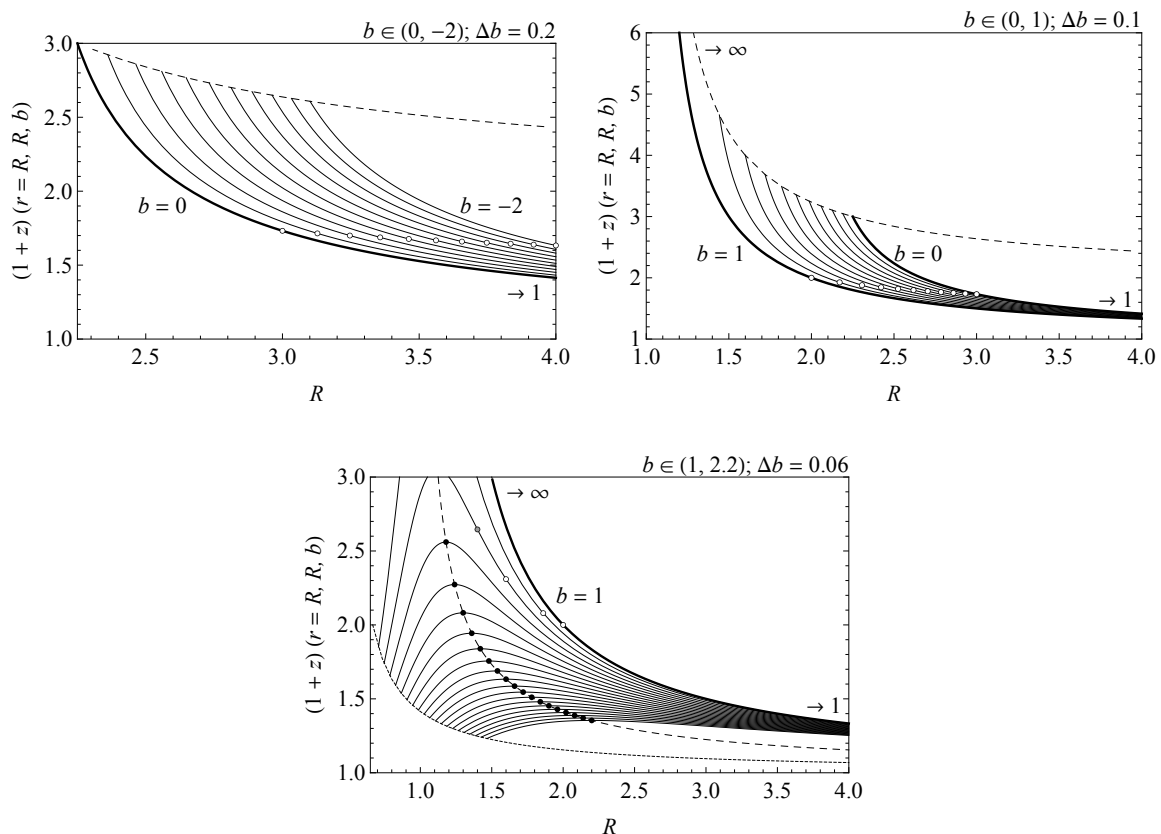 b ∈ (0, −2); Δb = 0.2
(1 + z) (r = R, R, b)
3.0
2.5
2.0
1.5
1.0
b = 0
b = −2
→ 1
2.5
3.0
3.5
4.0
R
b ∈ (0, 1); Δb = 0.1
(1 + z) (r = R, R, b)
6
5
4
3
2
1
→ ∞
b = 1
b = 0
→ 1
1.0
1.5
2.0
2.5
3.0
3.5
4.0
R
b ∈ (1, 2.2); Δb = 0.06
(1 + z) (r = R, R, b)
3.0
2.5
2.0
1.5
1.0
→ ∞
b = 1
→ 1
1.0
1.5
2.0
2.5
3.0
3.5
4.0
R